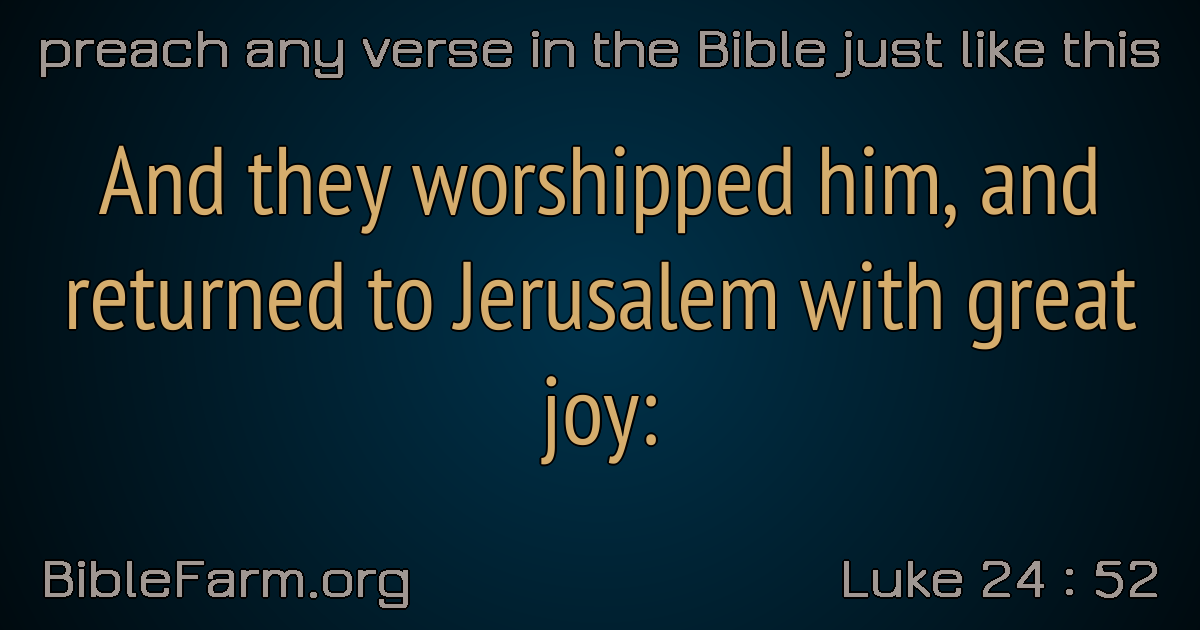 preach any verse in the Bible just like this
And they worshipped him, and
returned to Jerusalem with great
joy:
BibleFarm.org
Luke 24 : 52